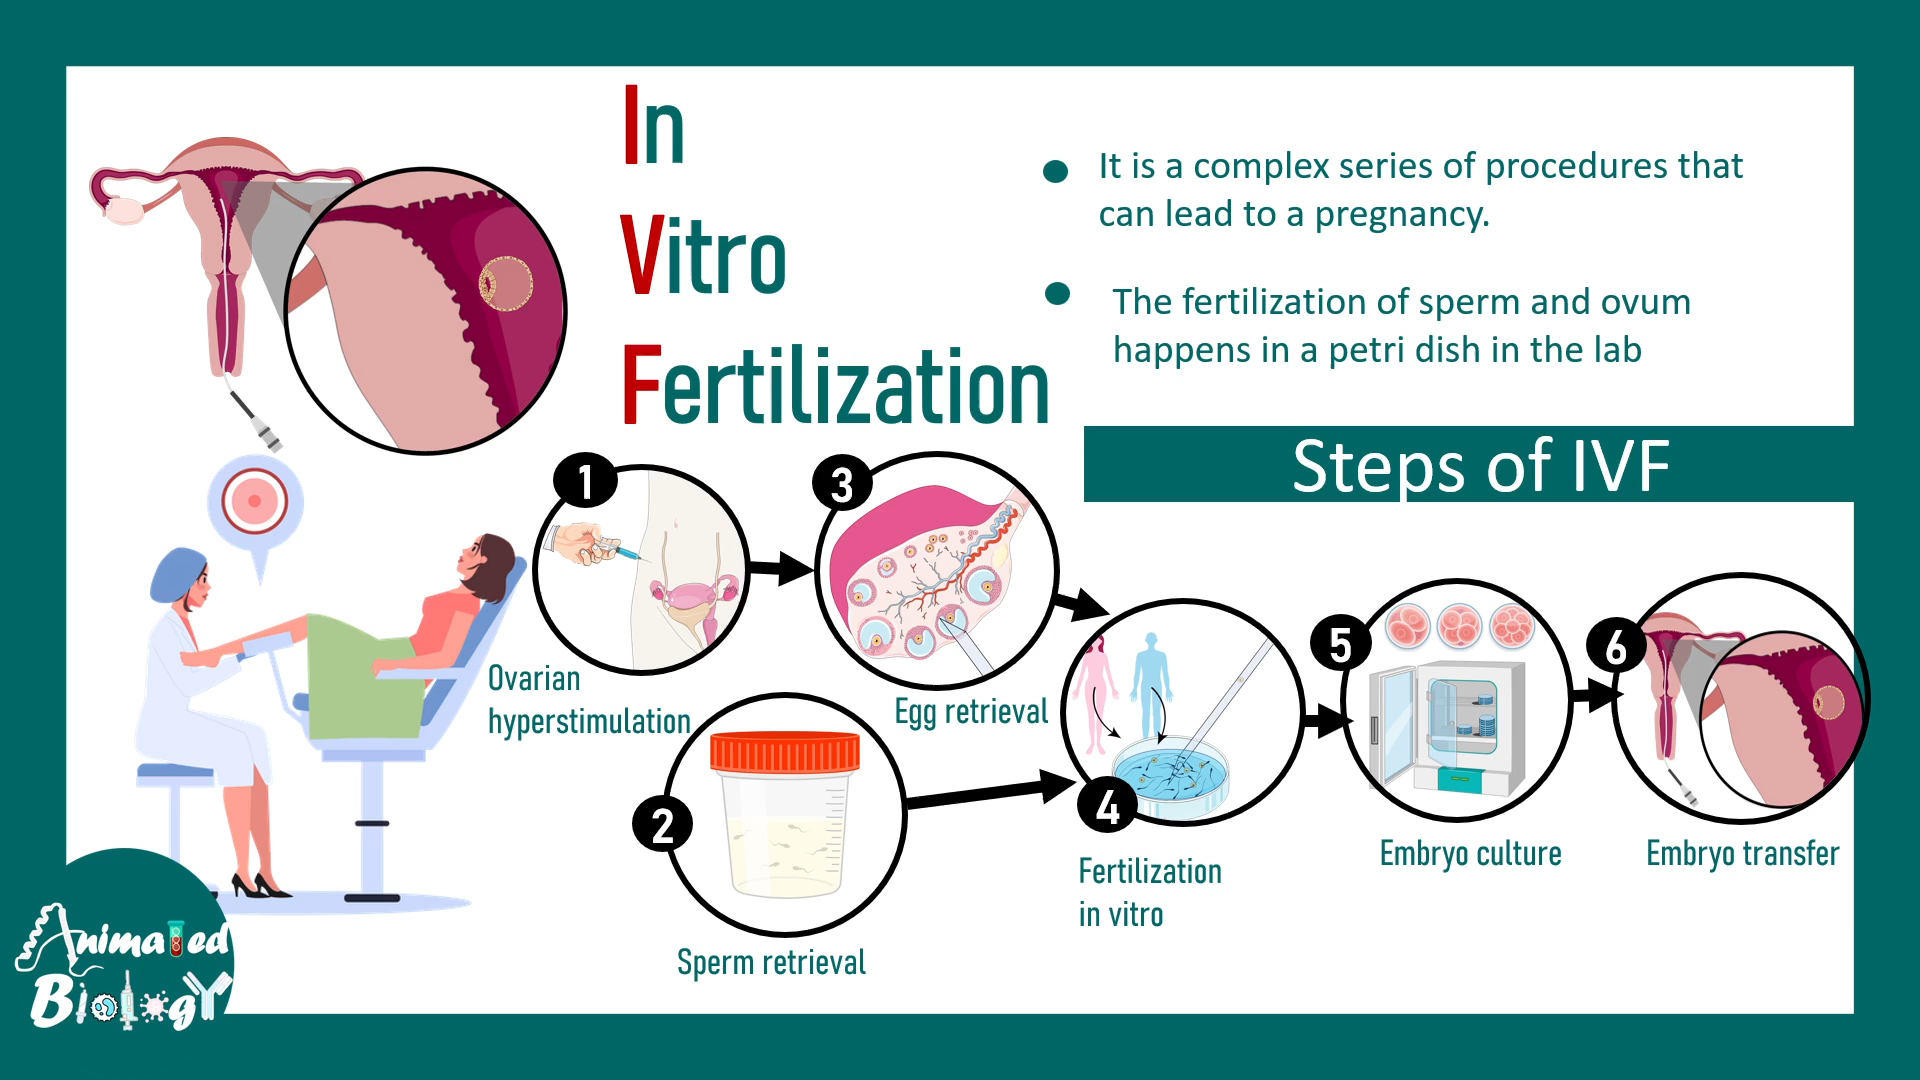 In
Vitro
Fertilization
It is a complex series of procedures that
can lead to a pregnancy.
The fertilization of sperm and ovum
happens in a petri dish in the lab
Steps of IVF
1
Ovarian
hyperstimulation
2
Sperm retrieval
3
Egg retrieval
4
Fertilization
in vitro
5
Embryo culture
6
Embryo transfer
Animated
Biology